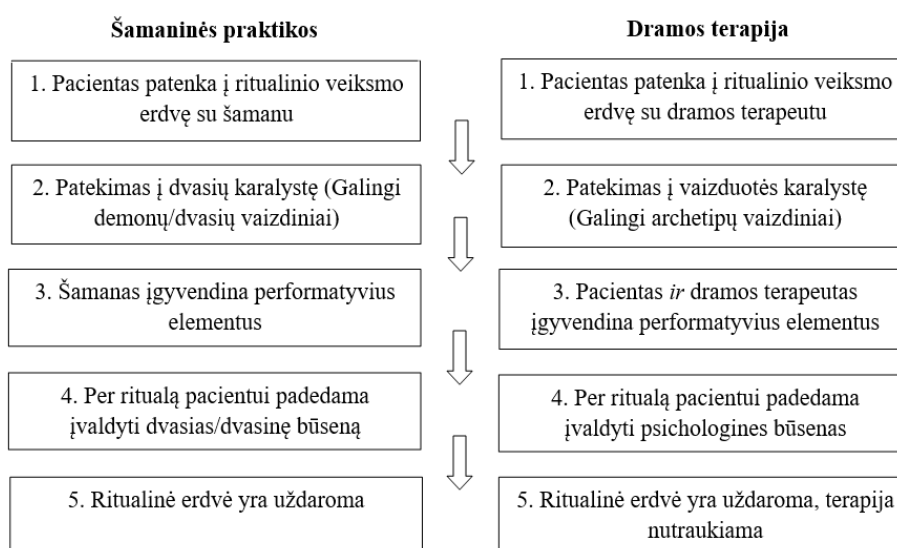 Šamaninės praktikos
1. Pacientas patenka į ritualinio veiksmo
erdvę su šamanu
2. Patekimas į dvasių karalystę (Galingi
demonų/dvasių vaizdiniai)
3. Šamanas įgyvendina performatyvius
elementus
4. Per ritualą pacientui padedama
įvaldyti dvasias/dvasinę būseną
5. Ritualinė erdvė yra uždaroma
Dramos terapija
1. Pacientas patenka į ritualinio veiksmo
erdvę su dramos terapeutu
2. Patekimas į vaizduotės karalystę
(Galingi archetipų vaizdiniai)
3. Pacientas ir dramos terapeutas
įgyvendina performatyvius elementus
4. Per ritualą pacientui padedama
įvaldyti psichologines būsenas
5. Ritualinė erdvė yra uždaroma, terapija
nutraukiama